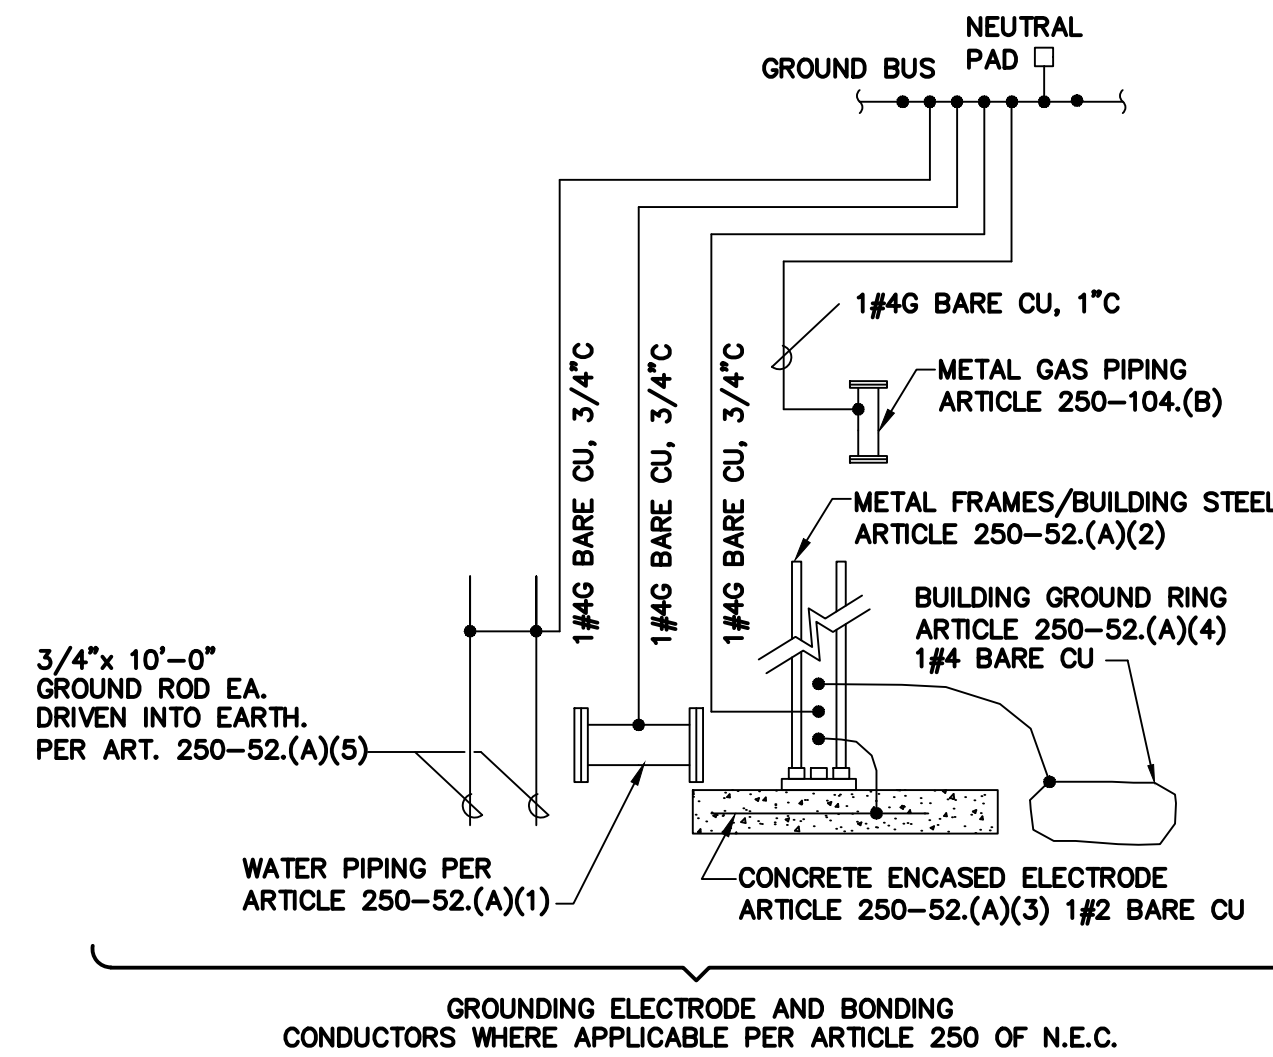 NEUTRAL
PAD
GROUND BUS
1#4G BARE CU, 1"C
METAL GAS PIPING
ARTICLE 250-104.(B)
1#4G BARE CU, 3/4"C
1#4G BARE CU, 3/4"C
1#4G BARE CU, 3/4"C
METAL FRAMES/BUILDING STEEL
ARTICLE 250-52.(A)(2)
BUILDING GROUND RING
ARTICLE 250-52.(A)(4)
1#4 BARE CU
3/4"x 10'-0"
GROUND ROD EA.
DRIVEN INTO EARTH.
PER ART. 250-52.(A)(5)
WATER PIPING PER
ARTICLE 250-52.(A)(1)
CONCRETE ENCASED ELECTRODE
ARTICLE 250-52.(A)(3) 1#2 BARE CU
GROUNDING ELECTRODE AND BONDING
CONDUCTORS WHERE APPLICABLE PER ARTICLE 250 OF N.E.C.